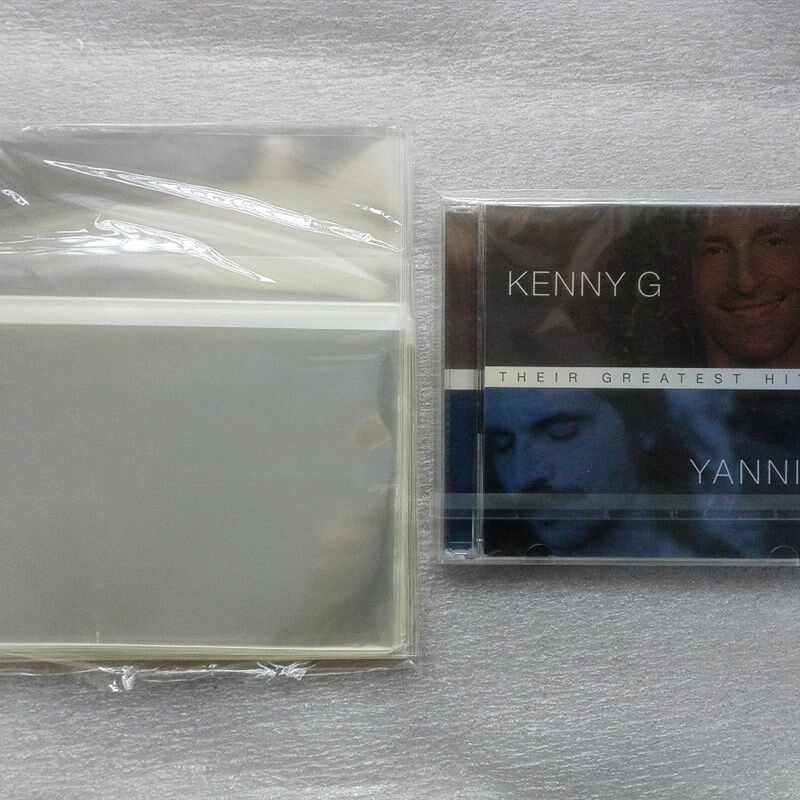 KENNY G
THEIR GREATEST HIT
YANNI